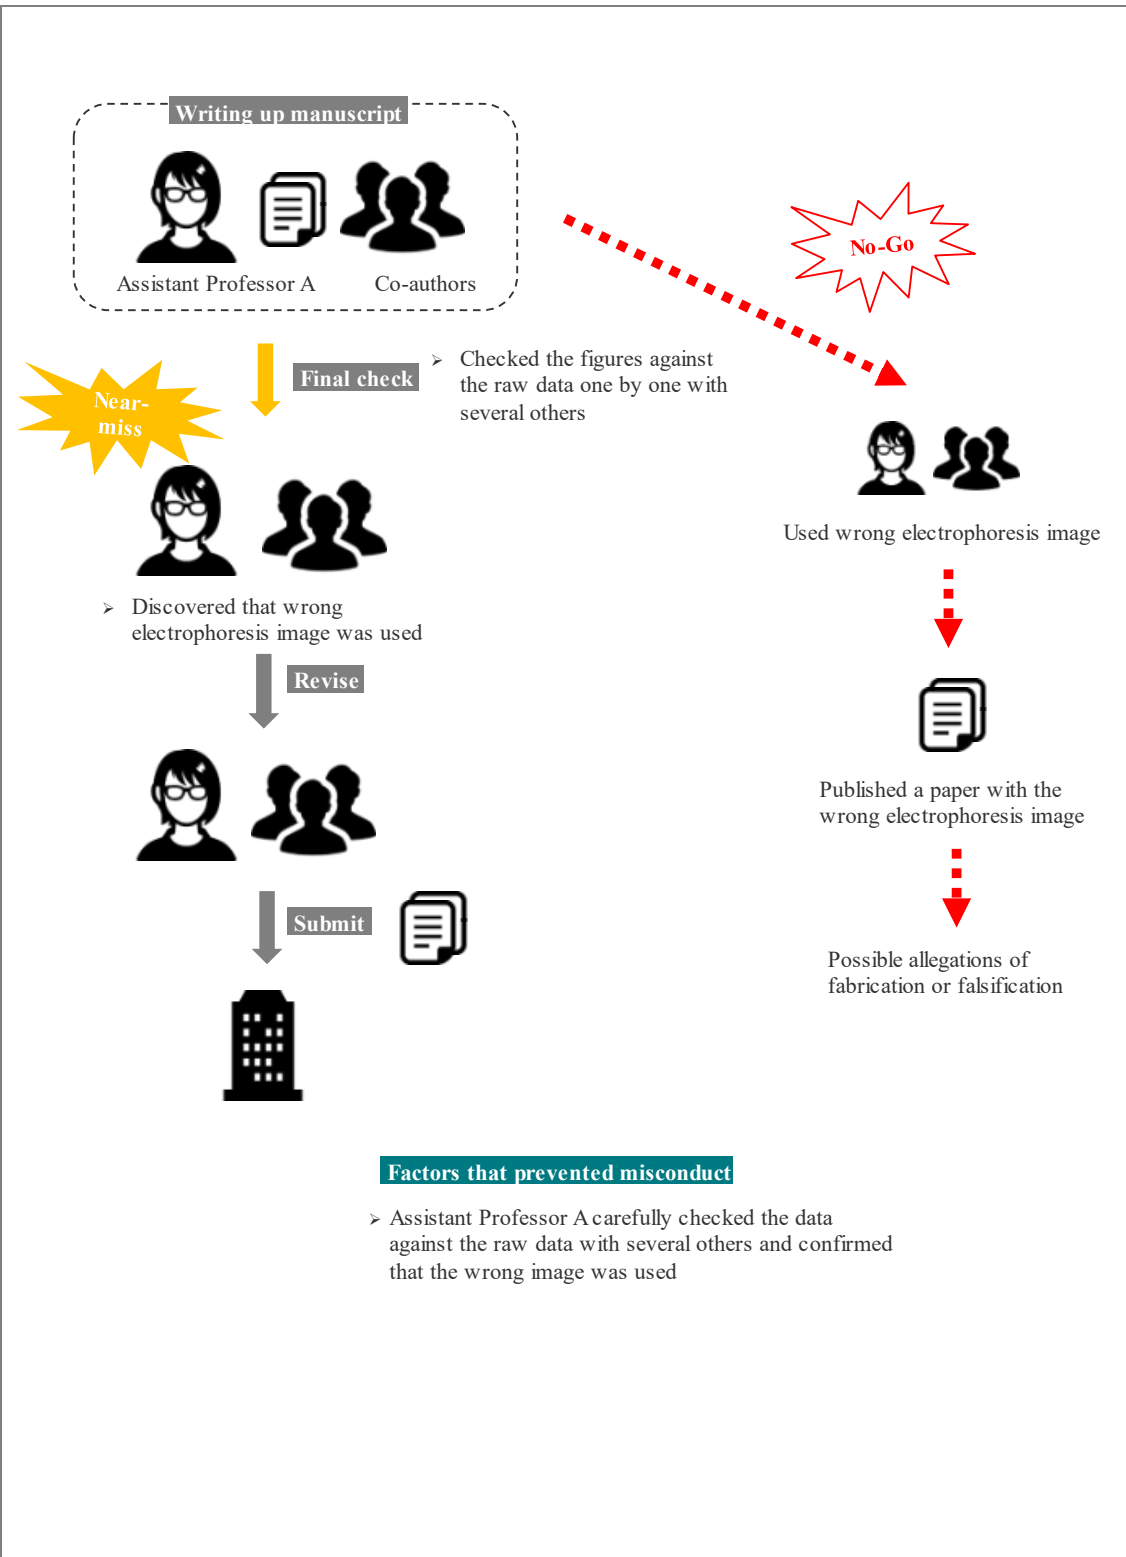 Writing up manuscript
Assistant Professor A
Co-authors
No-Go
Near-
miss
Final check
➢ Checked the figures against
the raw data one by one with
several others
➢ Discovered that wrong
electrophoresis image was used
Revise
Submit
Used wrong electrophoresis image
Published a paper with the
wrong electrophoresis image
Possible allegations of
fabrication or falsification
Factors that prevented misconduct
➢ Assistant Professor A carefully checked the data
against the raw data with several others and confirmed
that the wrong image was used